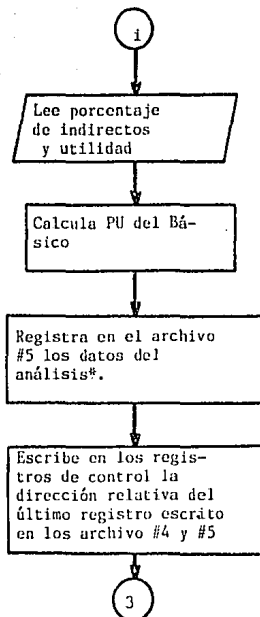 i
Lee porcentaje
de indirectos
y utilidad
Calcula PU del Bá-
sico
Registra en el archivo
#5 los datos del
análisis*.
Escribe en los regis-
tros de control la
dirección relativa del
último registro escrito
en los archivo #4 y #5
3